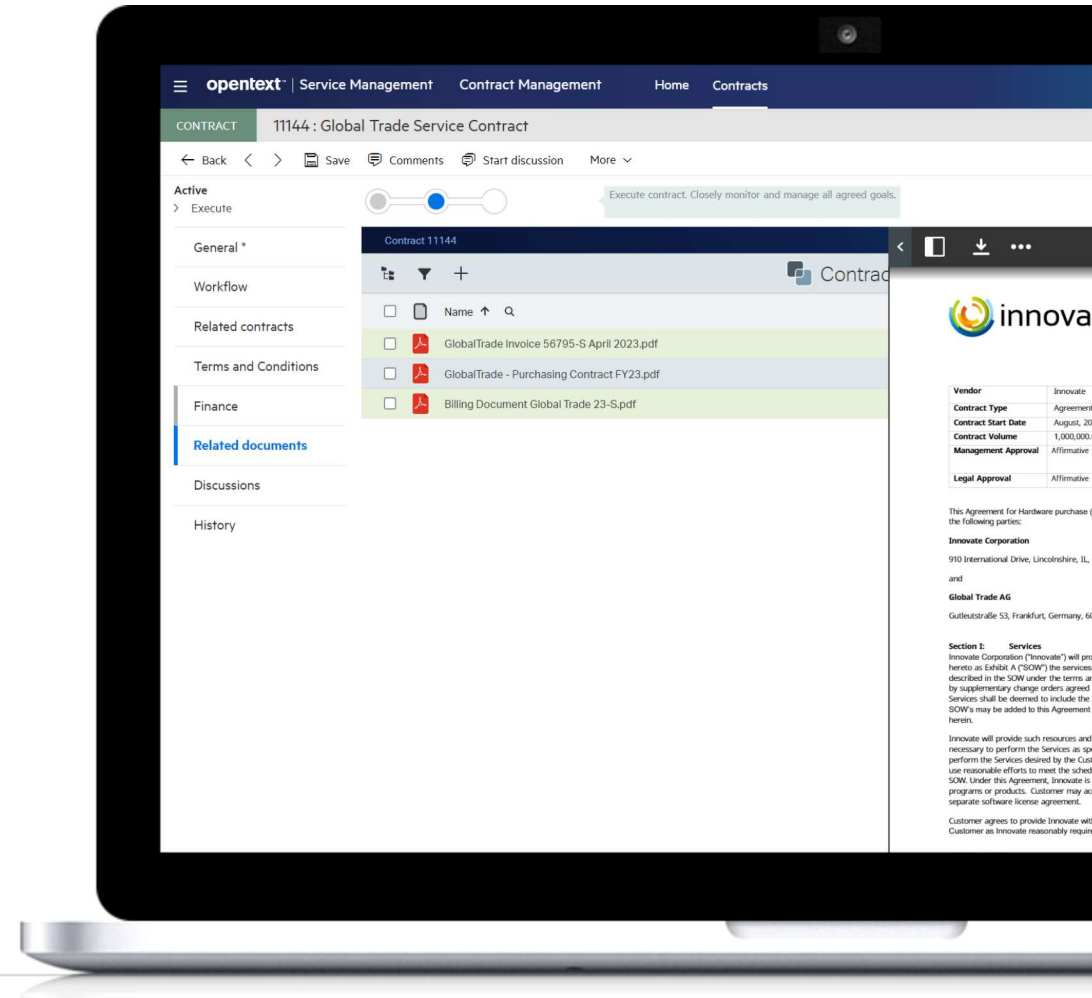 opentext™ | Service Management Contract Management Home Contracts
CONTRACT 11144 : Global Trade Service Contract
Back Save Comments Start discussion More
Active
Execute
Execute contract. Closely monitor and manage all agreed goals.
General *
Workflow
Related contracts
Terms and Conditions
Finance
Related documents
Discussions
History
Contract 11144
Contrac
Name
GlobalTrade Invoice 56795-S April 2023.pdf
GlobalTrade - Purchasing Contract FY23.pdf
Billing Document Global Trade 23-S.pdf
innova
Vendor Innovate
Contract Type Agreement
Contract Start Date August, 20
Contract Volume 1,000,000.
Management Approval Affirmative
Legal Approval Affirmative
This Agreement for Hardware purchase (
the following parties:
Innovate Corporation
910 International Drive, Lincolnshire, IL,
and
Global Trade AG
Gutleutstraße 53, Frankfurt, Germany, 60
Section I: Services
Innovate Corporation ("Innovate") will pro
hereto as Exhibit A ("SOW") the services
described in the SOW under the terms an
by supplementary change orders agreed
Services shall be deemed to include the
SOW's may be added to this Agreement
herein.
Innovate will provide such resources and
necessary to perform the Services as spe
perform the Services desired by the Cust
use reasonable efforts to meet the sched
SOW. Under this Agreement, Innovate is
programs or products. Customer may ac
separate software license agreement.
Customer agrees to provide Innovate with
Customer as Innovate reasonably require